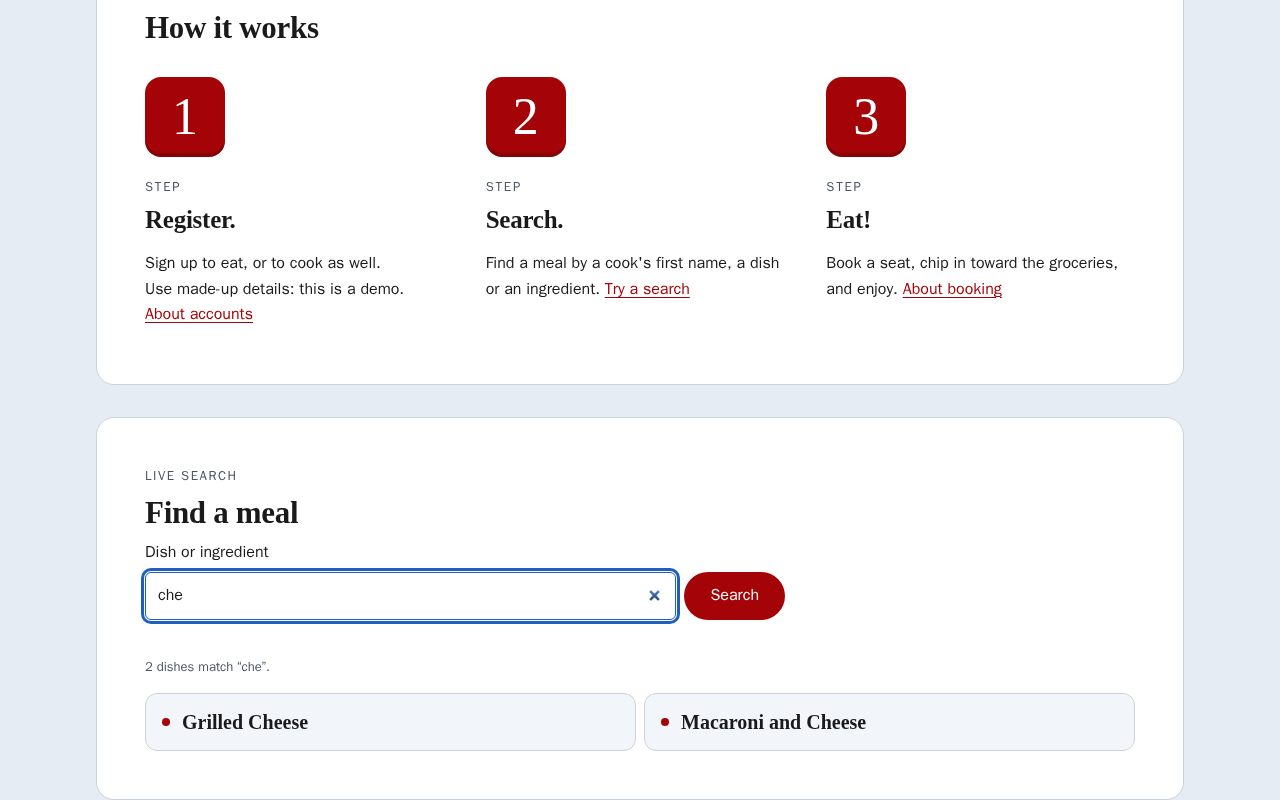 How it works
1
STEP
Register.
Sign up to eat, or to cook as well.
Use made-up details: this is a demo.
About accounts
2
STEP
Search.
Find a meal by a cook's first name, a dish
or an ingredient. Try a search
3
STEP
Eat!
Book a seat, chip in toward the groceries,
and enjoy. About booking
LIVE SEARCH
Find a meal
Dish or ingredient
che
Search
2 dishes match “che”.
Grilled Cheese
Macaroni and Cheese